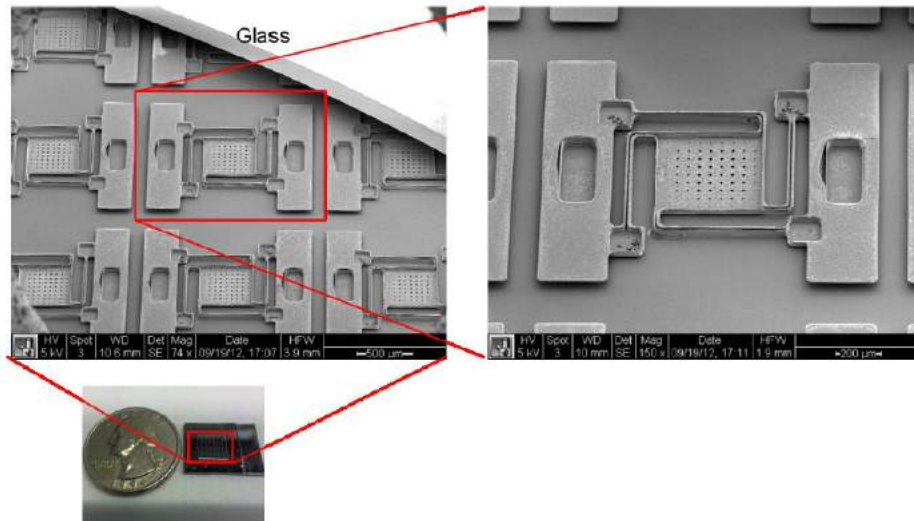 Glass
HV Spot WD Det Mag Date HFW
5 kV 3 10.6 mm SE 74 x 09/19/12, 17:07 3.9 mm 500 µm
HV Spot WD Det Mag Date HFW
5 kV 3 10 mm SE 150 x 09/19/12, 17:11 1.9 mm 200 µm